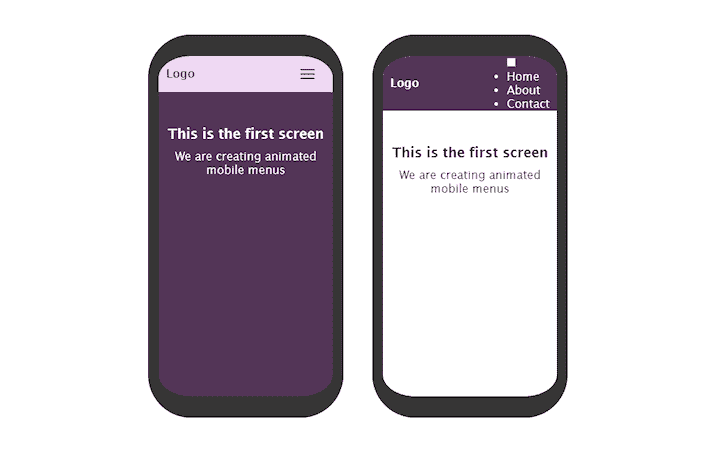 Logo
This is the first screen
We are creating animated
mobile menus
Logo
Home
About
Contact
This is the first screen
We are creating animated
mobile menus